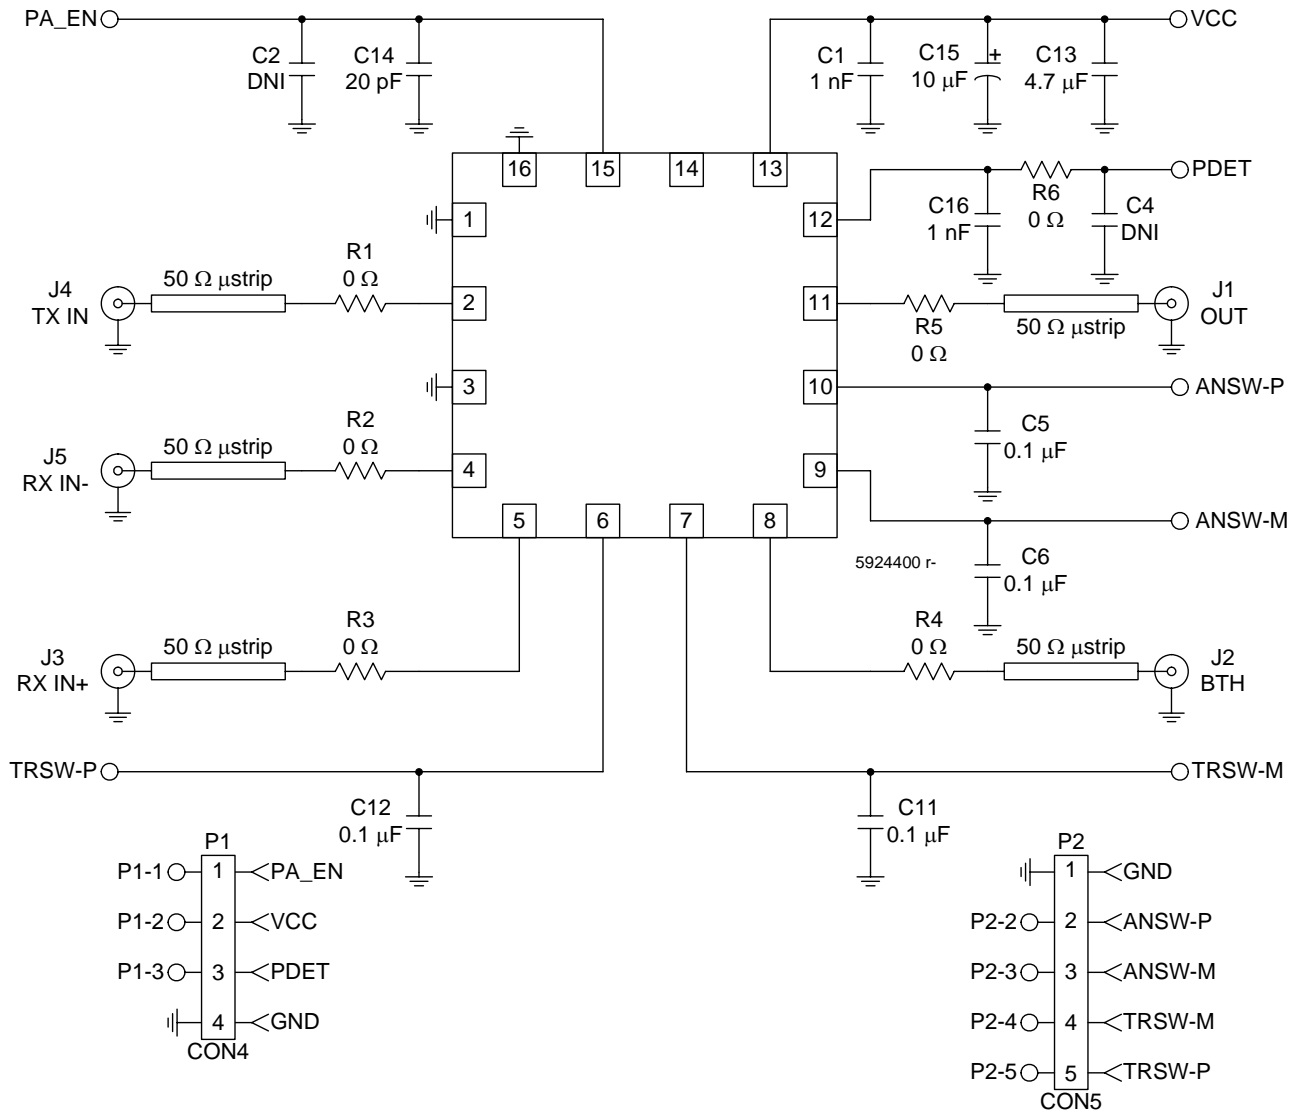 PA_EN
C2
DNI
C14
20 pF
C1
1 nF
C15
+
10 µF
C13
4.7 µF
VCC
16
15
14
13
1
12
C16
1 nF
R6
0 Ω
C4
DNI
PDET
J4
TX IN
50 Ω µstrip
R1
0 Ω
2
11
R5
0 Ω
50 Ω µstrip
J1
OUT
3
10
ANSW-P
C5
0.1 µF
J5
RX IN-
50 Ω µstrip
R2
0 Ω
4
9
ANSW-M
C6
0.1 µF
5
6
7
8
5924400 r-
J3
RX IN+
50 Ω µstrip
R3
0 Ω
R4
0 Ω
50 Ω µstrip
J2
BTH
TRSW-P
C12
0.1 µF
C11
0.1 µF
TRSW-M
P1
P1-1
1
PA_EN
P1-2
2
VCC
P1-3
3
PDET
4
GND
CON4
P2
1
GND
P2-2
2
ANSW-P
P2-3
3
ANSW-M
P2-4
4
TRSW-M
P2-5
5
TRSW-P
CON5